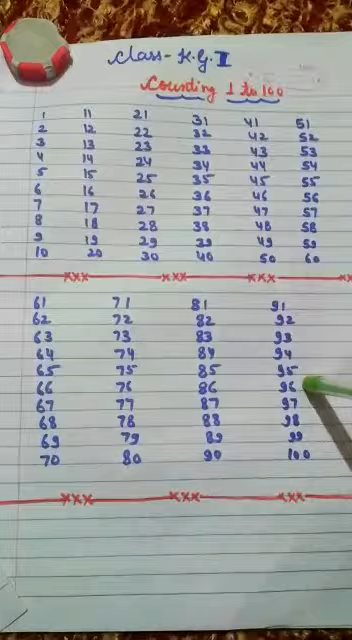 Class- K.G.I
Counting 1 to 100
1 11 21 31 41 51
2 12 22 32 42 52
3 13 23 33 43 53
4 14 24 34 44 54
5 15 25 35 45 55
6 16 26 36 46 56
7 17 27 37 47 57
8 18 28 38 48 58
9 19 29 39 49 59
10 20 30 40 50 60
xxx xxx xxx xx
61 71 81 91
62 72 82 92
63 73 83 93
64 74 84 94
65 75 85 95
66 76 86 96
67 77 87 97
68 78 88 98
69 79 89 99
70 80 90 100
xxx xxx xxx